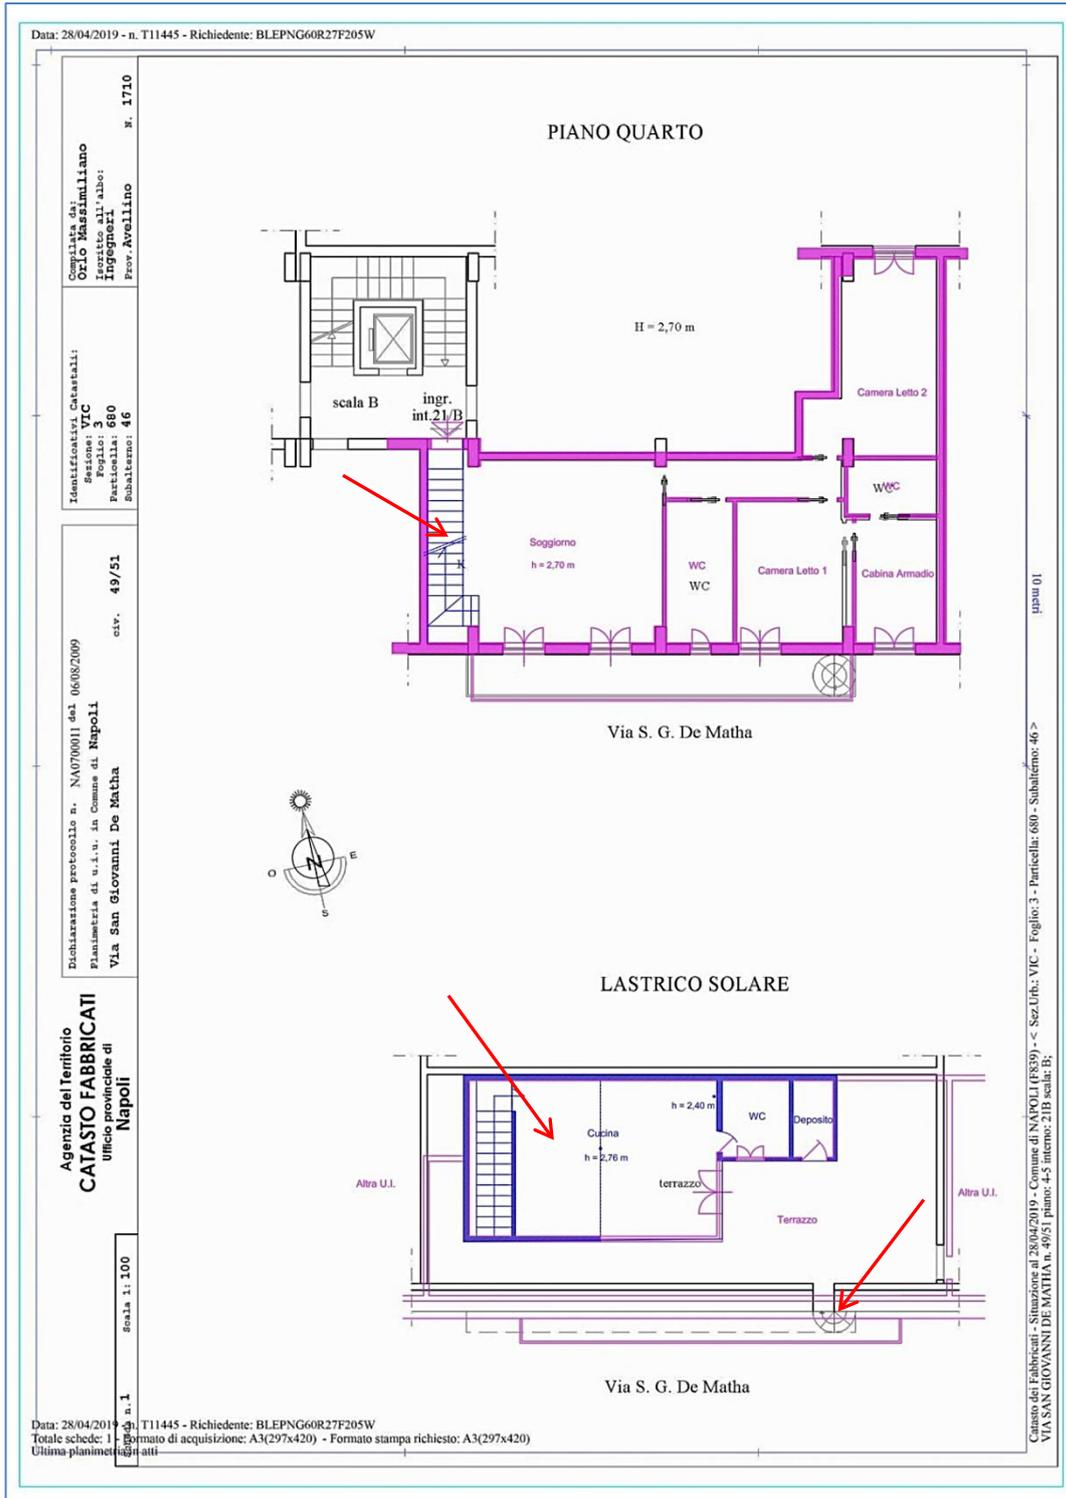 Data: 28/04/2019 - n. T11445 - Richiedente: BLEPNG60R27F205W
Compilata da:
Orlo Massimiliano
Iscritto all'albo:
Ingegneri
Prov. Avellino
N. 1710
Identificativi Catastali:
Sezione: VIC
Foglio: 3
Particella: 680
Subalterno: 46
Dichiarazione protocollo n. NA0700011 del 06/08/2009
Planimetria di u.i.u. in Comune di Napoli
Via San Giovanni De Matha
civ. 49/51
Agenzia del Territorio
CATASTO FABBRICATI
Ufficio provinciale di
Napoli
Scala 1: 100
n.1
PIANO QUARTO
H = 2,70 m
scala B
ingr.
int.21/B
Camera Letto 2
WC
WC
Soggiorno
h = 2,70 m
K
WC
WC
Camera Letto 1
Cabina Armadio
Via S. G. De Matha
N
E
O
S
LASTRICO SOLARE
h = 2,40 m
WC
Deposito
Cucina
h = 2,76 m
terrazzo
Terrazzo
Altra U.I.
Altra U.I.
Via S. G. De Matha
10 metri
Catasto dei Fabbricati - Situazione al 28/04/2019 - Comune di NAPOLI (F839) - < Sez.Urb.: VIC - Foglio: 3 - Particella: 680 - Subalterno: 46 >
VIA SAN GIOVANNI DE MATHA n. 49/51 piano: 4-5 interno: 21B scala: B;
Data: 28/04/2019 - n. T11445 - Richiedente: BLEPNG60R27F205W
Totale schede: 1 - Formato di acquisizione: A3(297x420) - Formato stampa richiesto: A3(297x420)
Ultima planimetria in atti